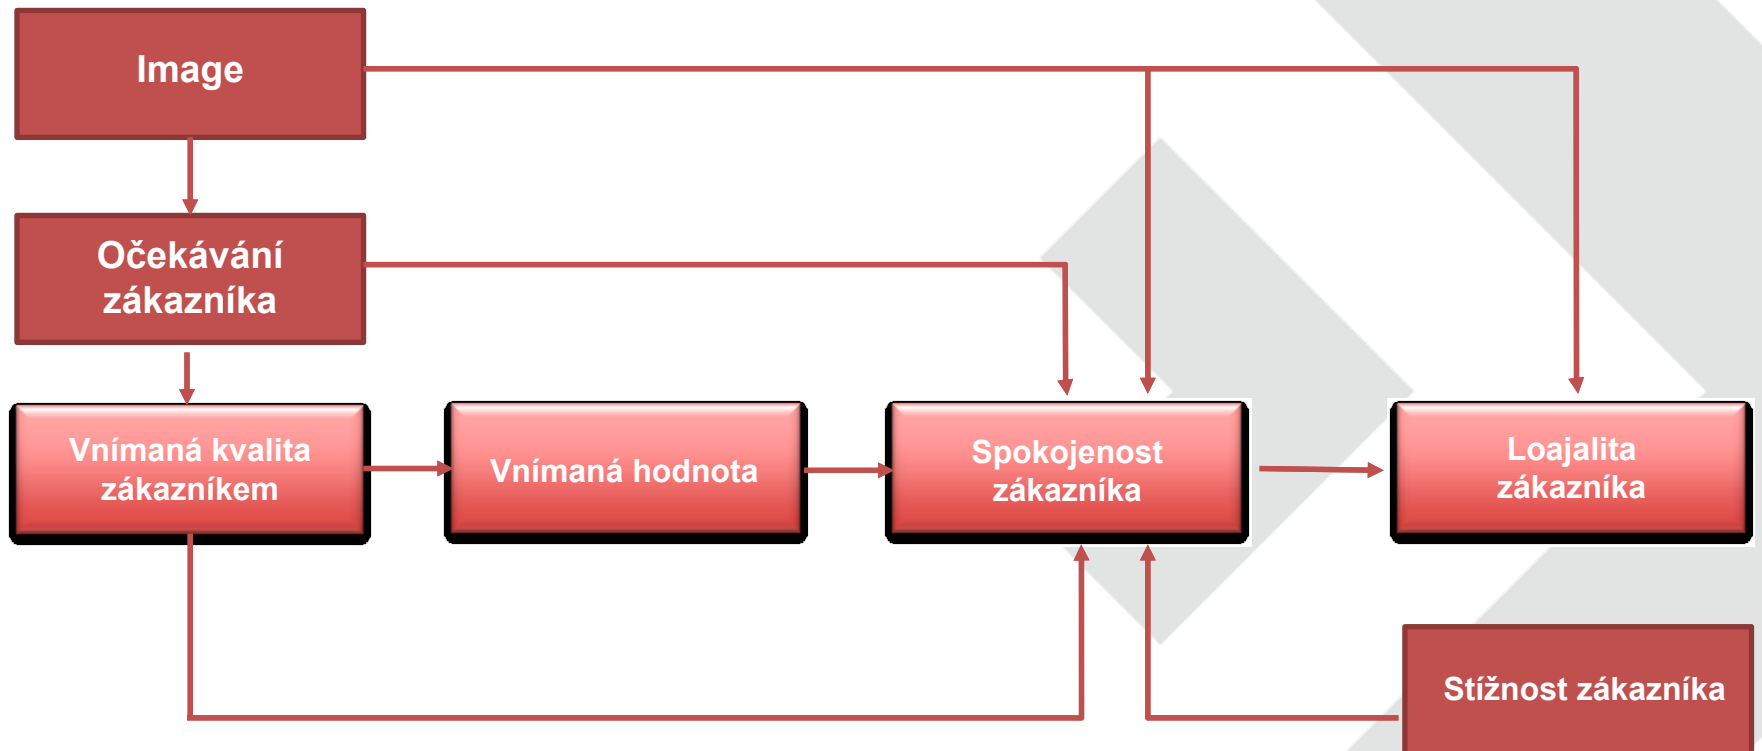 Image
Očekávání
zákazníka
Vnímaná kvalita
zákazníkem
Vnímaná hodnota
Spokojenost
zákazníka
Loajalita
zákazníka
Stížnost zákazníka